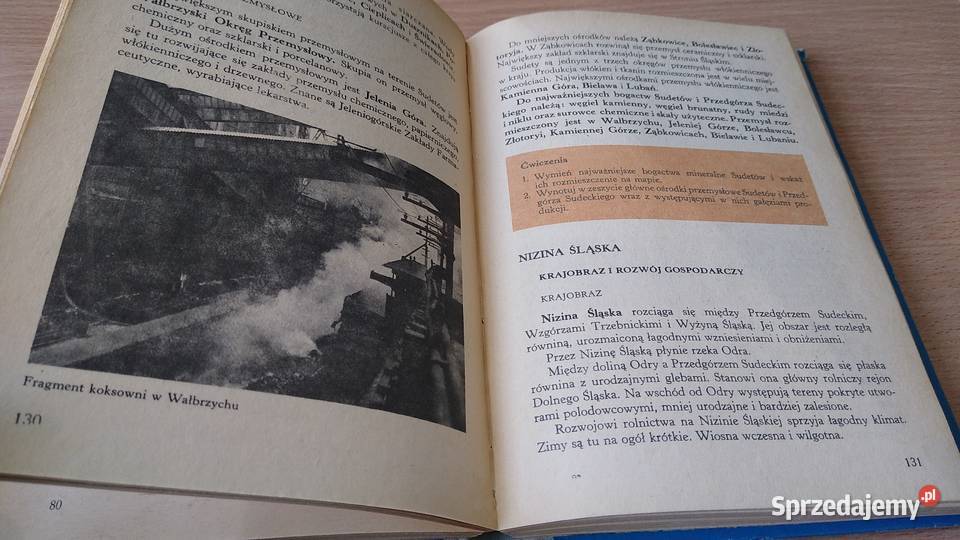 PRZEMYSŁOWE
największym skupiskiem przemysłowym na terenie Sudetów jest
Wałbrzyski Okręg Przemysłowy. Skupia on przemysł węglowy,
chemiczny oraz szklarski i porcelanowy.
Dużym ośrodkiem przemysłowym jest Jelenia Góra. Znajdują
się tu rozwijające się zakłady przemysłu chemicznego, papierniczego,
włókienniczego i drzewnego. Znane są Jeleniogórskie Zakłady Farma-
ceutyczne, wyrabiające lekarstwa.
Fragment koksowni w Wałbrzychu
130
80
Do mniejszych ośrodków należą Ząbkowice, Bolesławiec i Zło-
toryja. W Ząbkowicach rozwinął się przemysł ceramiczny i szklarski.
Największy zakład szklarski znajduje się w Stroniu Śląskim.
Sudety są jednym z trzech okręgów przemysłu włókienniczego
w kraju. Produkcja włókien i tkanin rozmieszczona jest w wielu miej-
scowościach. Największymi ośrodkami przemysłu włókienniczego jest
Kamienna Góra, Bielawa i Lubań.
Do najważniejszych bogactw Sudetów i Przedgórza Sudec-
kiego należą: węgiel kamienny, węgiel brunatny, rudy miedzi
i niklu oraz surowce chemiczne i skały użyteczne. Przemysł roz-
mieszczony jest w Wałbrzychu, Jeleniej Górze, Bolesławcu,
Złotoryi, Kamiennej Górze, Ząbkowicach, Bielawie i Lubaniu.
Ćwiczenia
1. Wymień najważniejsze bogactwa mineralne Sudetów i wskaż
ich rozmieszczenie na mapie.
2. Wynotuj w zeszycie główne ośrodki przemysłowe Sudetów i Przed-
górza Sudeckiego wraz z występującymi w nich gałęziami pro-
dukcji.
NIZINA ŚLĄSKA
KRAJOBRAZ I ROZWÓJ GOSPODARCZY
KRAJOBRAZ
Nizina Śląska rozciąga się między Przedgórzem Sudeckim,
Wzgórzami Trzebnickimi i Wyżyną Śląską. Jej obszar jest rozległą
równiną, urozmaiconą łagodnymi wzniesieniami i obniżeniami.
Przez Nizinę Śląską płynie rzeka Odra.
Między doliną Odry a Przedgórzem Sudeckim rozciąga się płaska
równina z urodzajnymi glebami. Stanowi ona główny rolniczy rejon
Dolnego Śląska. Na wschód od Odry występują tereny pokryte utwo-
rami polodowcowymi, mniej urodzajne i bardziej zalesione.
Rozwojowi rolnictwa na Nizinie Śląskiej sprzyja łagodny klimat.
Zimy są tu na ogół krótkie. Wiosna wczesna i wilgotna.
131
Sprzedajemy.pl